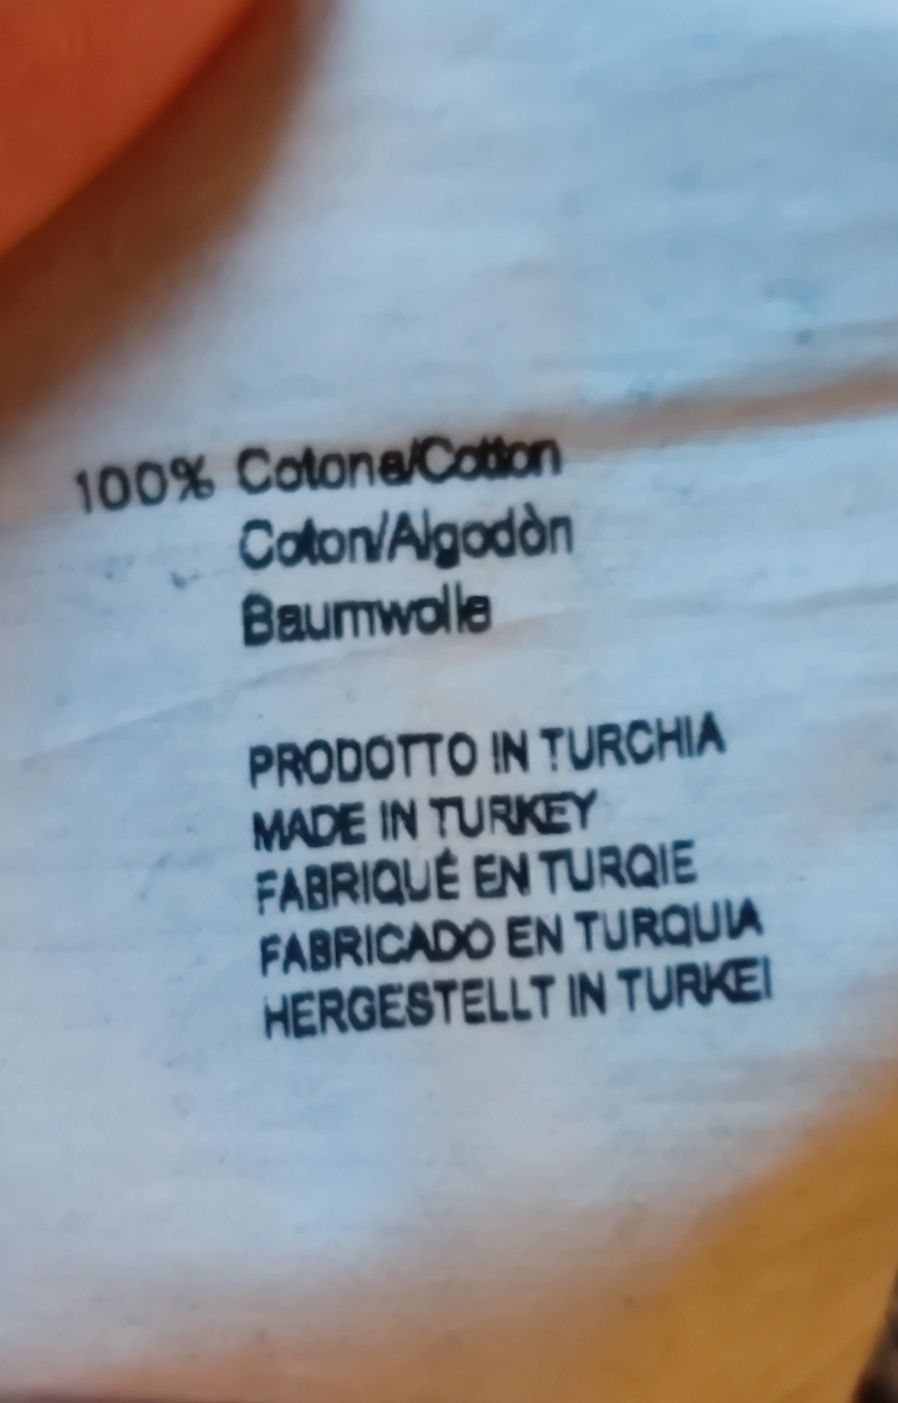 100% Cotone/Cotton
Coton/Algodòn
Baumwolle
PRODOTTO IN TURCHIA
MADE IN TURKEY
FABRIQUÉ EN TURQIE
FABRICADO EN TURQUIA
HERGESTELLT IN TURKEI